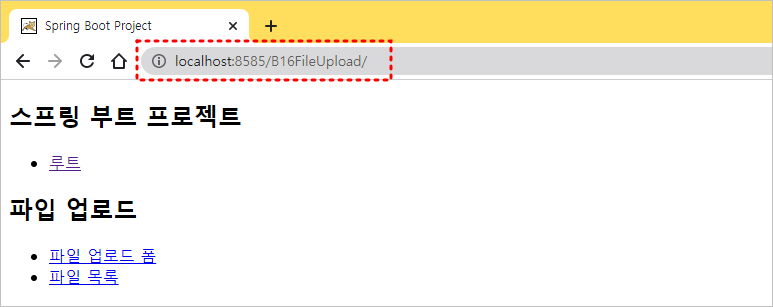 Spring Boot Project
localhost:8585/B16FileUpload/
스프링 부트 프로젝트
루트
파입 업로드
파일 업로드 폼
파일 목록